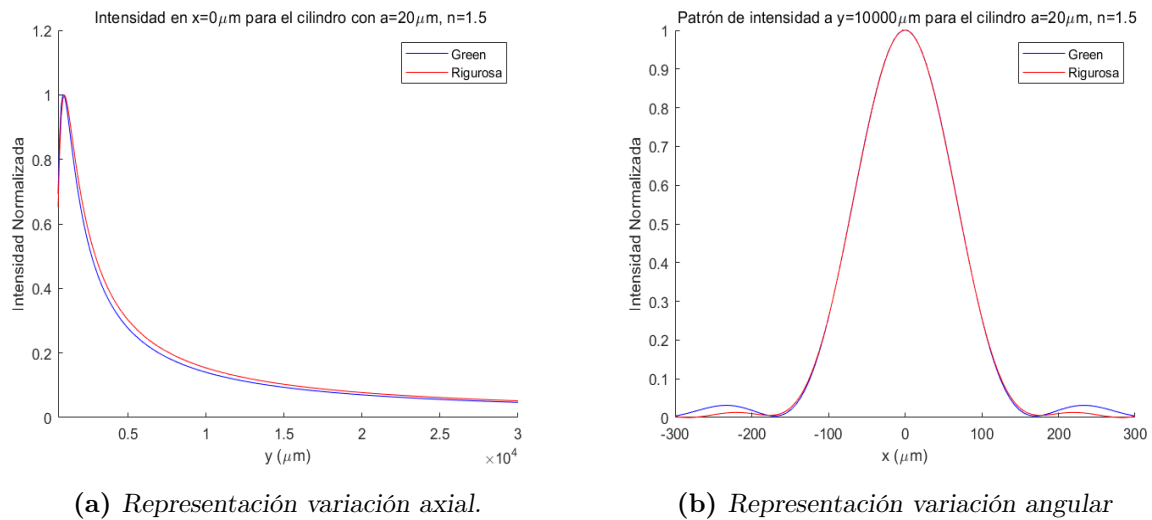 Intensidad en x=0μm para el cilindro con a=20μm, n=1.5
1.2
1
0.8
0.6
0.4
0.2
0
Intensidad Normalizada
Green
Rigurosa
0.5
1
1.5
2
2.5
3
×10⁴
y (μm)
(a) Representación variación axial.
Patrón de intensidad a y=10000μm para el cilindro a=20μm, n=1.5
1
0.9
0.8
0.7
0.6
0.5
0.4
0.3
0.2
0.1
0
Intensidad Normalizada
Green
Rigurosa
-300
-200
-100
0
100
200
300
x (μm)
(b) Representación variación angular